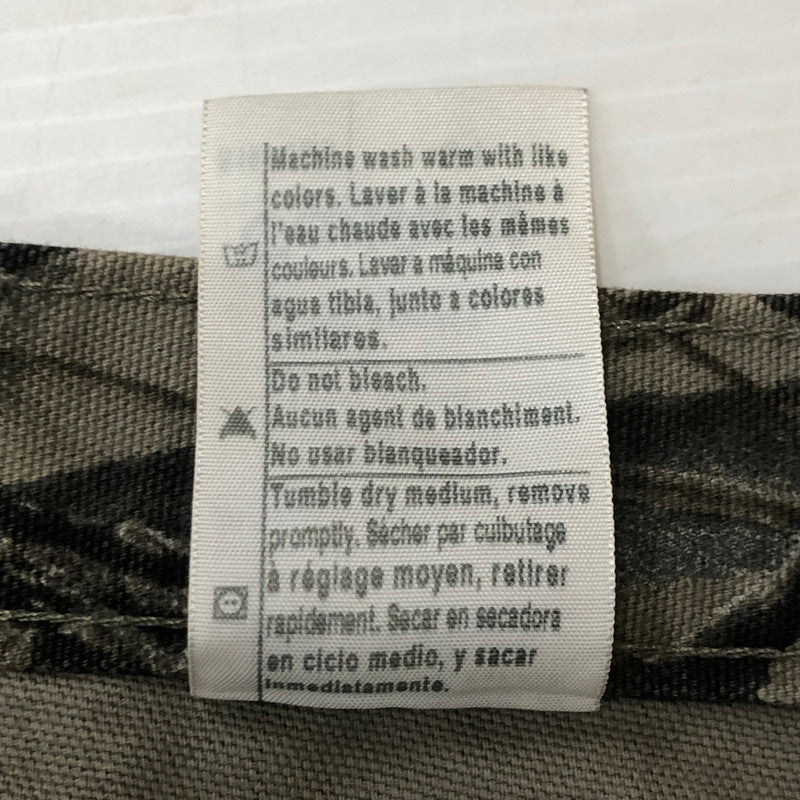 Machine wash warm with like
colors. Laver à la machine à
l'eau chaude avec les mêmes
couleurs. Lavar a máquina con
agua tibia, junto a colores
similares.
Do not bleach.
Aucun agent de blanchiment.
No usar blanqueador.
Tumble dry medium, remove
promptly. Sécher par culbutage
à réglage moyen, retirer
rapidement. Secar en secadora
en ciclo medio, y sacar
inmediatamente.